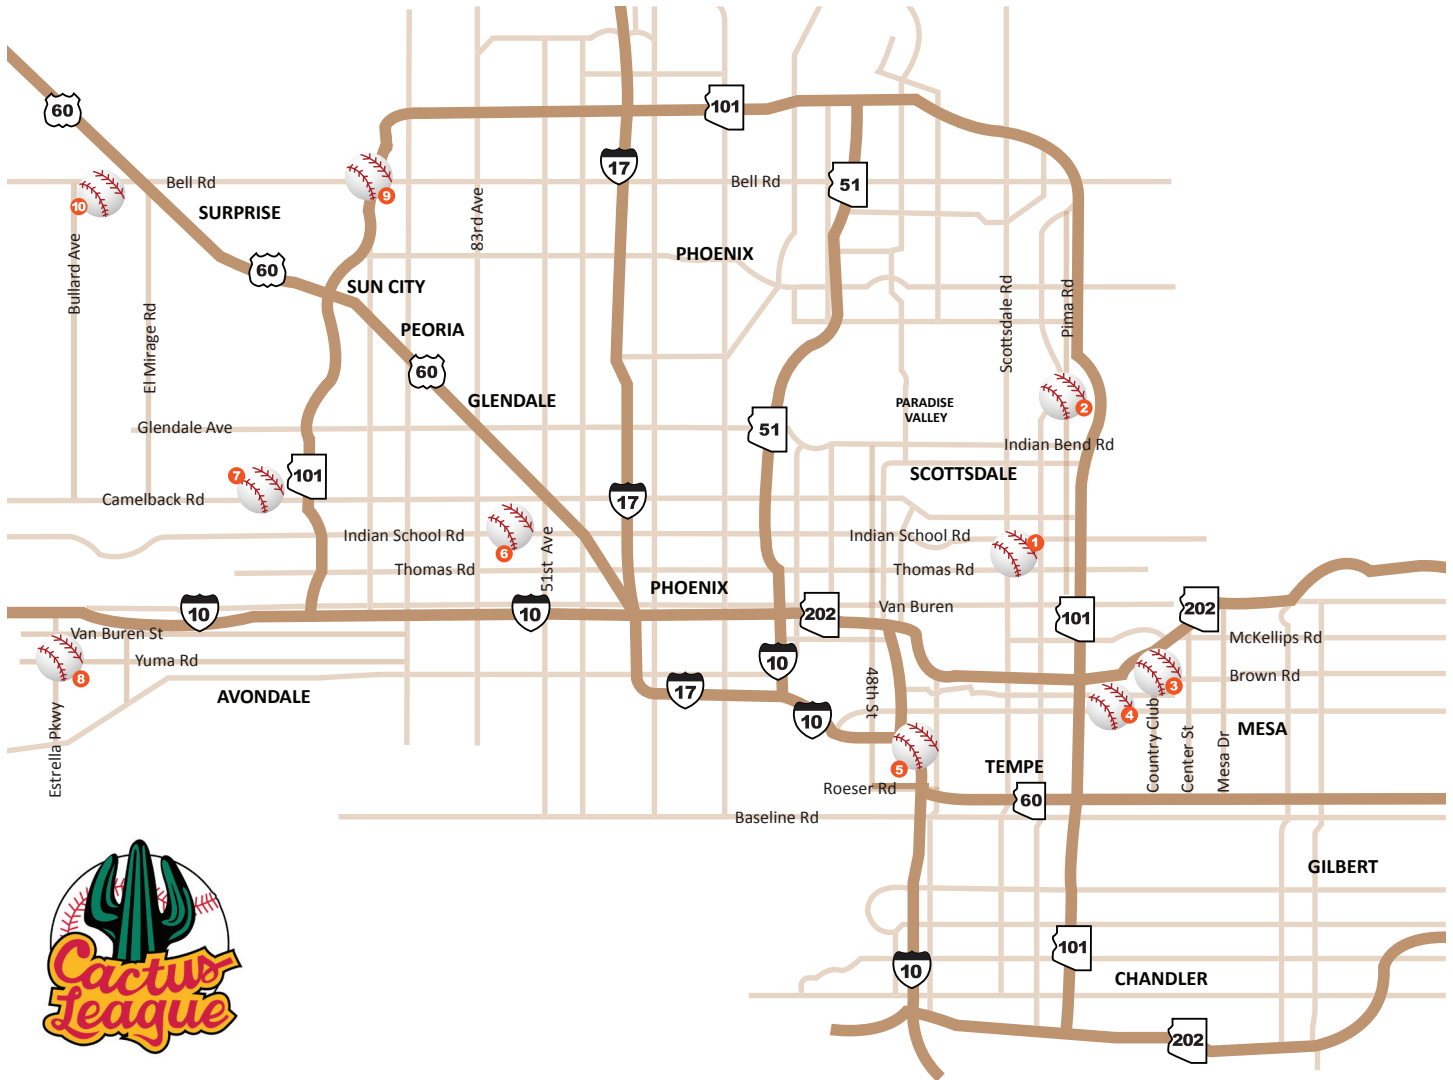 101
60
17
Bell Rd
9
Bell Rd
51
10
SURPRISE
83rd Ave
PHOENIX
Bullard Ave
60
SUN CITY
El Mirage Rd
Scottsdale Rd
Pima Rd
PEORIA
60
GLENDALE
PARADISE
VALLEY
2
Glendale Ave
51
Indian Bend Rd
7
101
SCOTTSDALE
Camelback Rd
17
Indian School Rd
6
51st Ave
Indian School Rd
1
Thomas Rd
Thomas Rd
PHOENIX
10
10
202
Van Buren
101
202
Van Buren St
McKellips Rd
Yuma Rd
8
10
Brown Rd
3
AVONDALE
17
48th St
4
10
MESA
Estrella Pkwy
Country Club
Center St
Mesa Dr
5
TEMPE
Roeser Rd
60
Baseline Rd
GILBERT
101
10
CHANDLER
202
Cactus
League